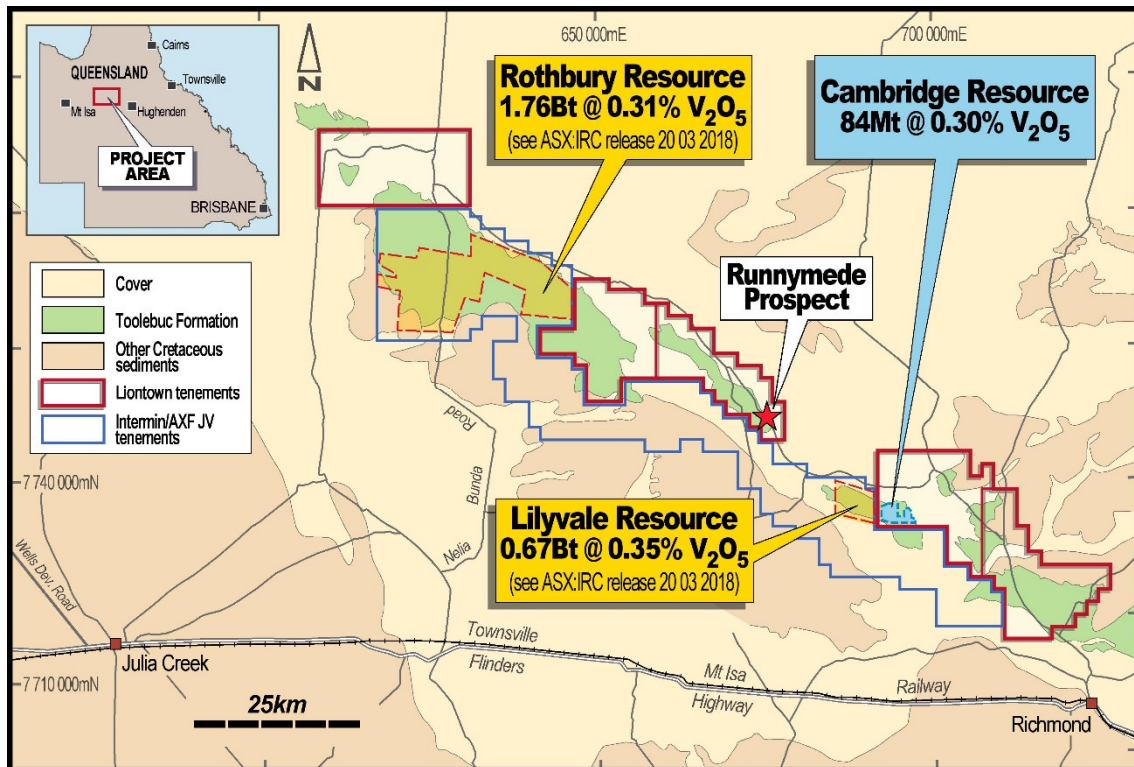 650 000mE
700 000mE
Cairns
QUEENSLAND
Townsville
Mt Isa
Hughenden
PROJECT
AREA
BRISBANE
N
Rothbury Resource
1.76Bt @ 0.31% V₂O₅
(see ASX:IRC release 20 03 2018)
Cambridge Resource
84Mt @ 0.30% V₂O₅
Cover
Toolebuc Formation
Other Cretaceous
sediments
Liontown tenements
Intermin/AXF JV
tenements
Runnymede
Prospect
7 740 000mN
Road
Bunda
Nelia
Lilyvale Resource
0.67Bt @ 0.35% V₂O₅
(see ASX:IRC release 20 03 2018)
Wells Dev. Road
Julia Creek
Townsville
Flinders
Mt Isa
Highway
Railway
7 710 000mN
25km
Richmond